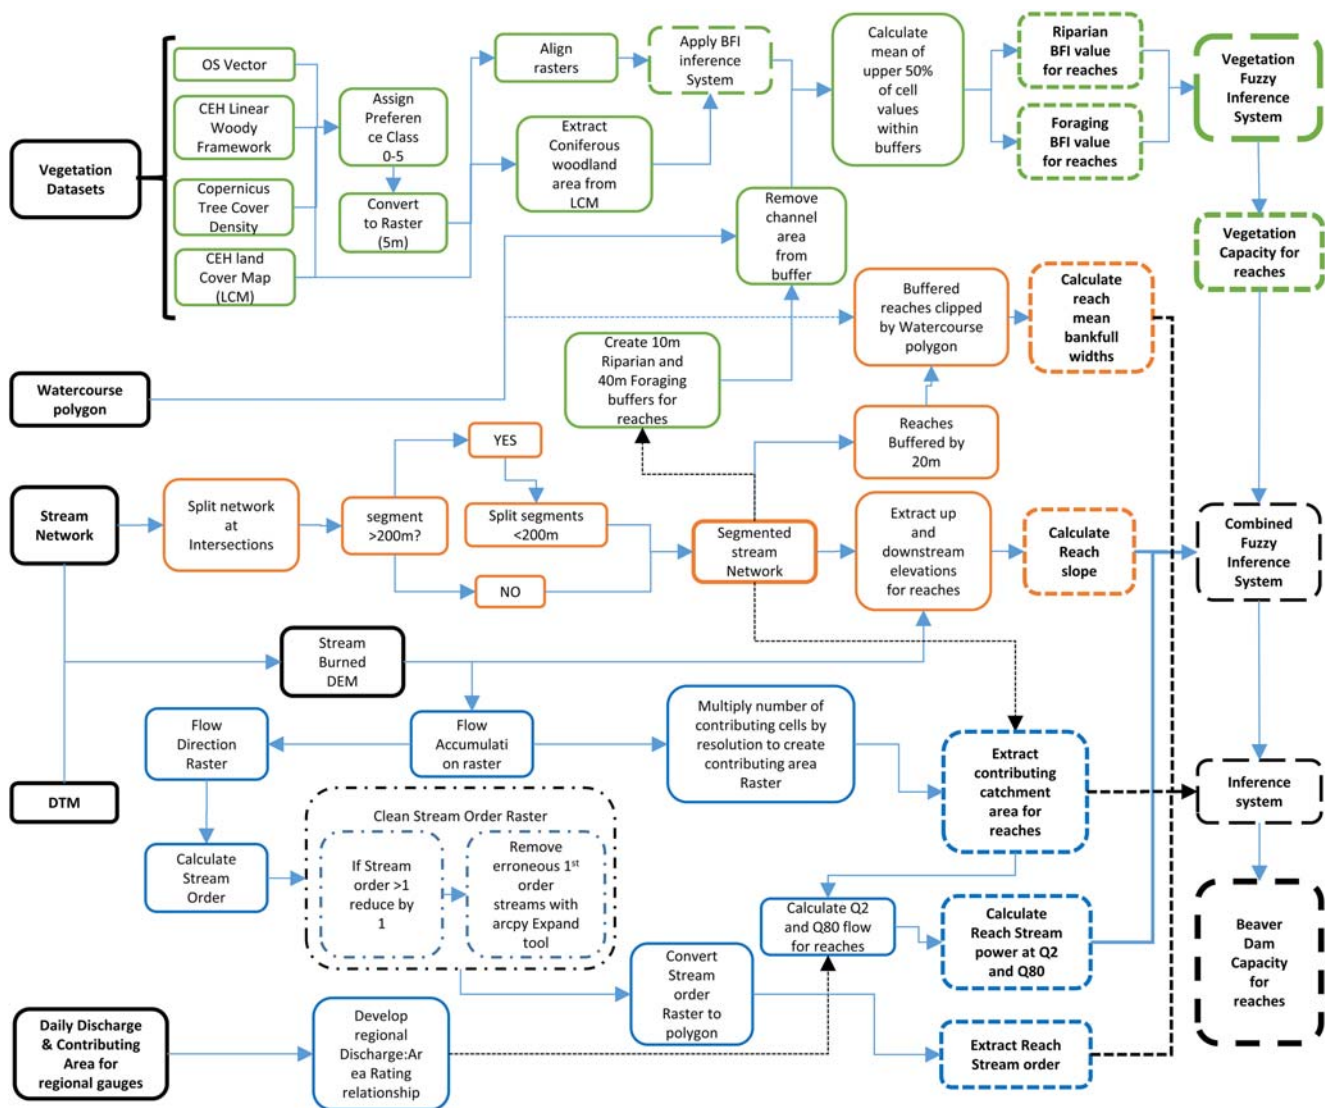 Vegetation
Datasets
OS Vector
CEH Linear
Woody
Framework
Copernicus
Tree Cover
Density
CEH land
Cover Map
(LCM)
Assign
Preferen
ce Class
0-5
Convert
to Raster
(5m)
Align
rasters
Extract
Coniferous
woodland
area from
LCM
Apply BFI
inference
System
Calculate
mean of
upper 50%
of cell
values
within
buffers
Riparian
BFI value
for reaches
Foraging
BFI value
for reaches
Vegetation
Fuzzy
Inference
System
Remove
channel
area
from
buffer
Vegetation
Capacity for
reaches
Watercourse
polygon
Create 10m
Riparian and
40m Foraging
buffers for
reaches
Buffered
reaches clipped
by Watercourse
polygon
Calculate
reach
mean
bankfull
widths
Reaches
Buffered by
20m
Stream
Network
Split network
at
Intersections
segment
>200m?
YES
Split segments
<200m
NO
Segmented
stream
Network
Extract up
and
downstream
elevations
for reaches
Calculate
Reach
slope
Combined
Fuzzy
Inference
System
Stream
Burned
DEM
DTM
Flow
Direction
Raster
Flow
Accumulati
on raster
Multiply number of
contributing cells by
resolution to create
contributing area
Raster
Extract
contributing
catchment
area for
reaches
Inference
system
Calculate
Stream
Order
Clean Stream Order Raster
If Stream
order >1
reduce by
1
Remove
erroneous 1st
order
streams with
arcpy Expand
tool
Calculate Q2
and Q80 flow
for reaches
Calculate
Reach Stream
power at Q2
and Q80
Beaver
Dam
Capacity
for
reaches
Convert
Stream
order
Raster to
polygon
Daily Discharge
& Contributing
Area for
regional gauges
Develop
regional
Discharge:Ar
ea Rating
relationship
Extract Reach
Stream order